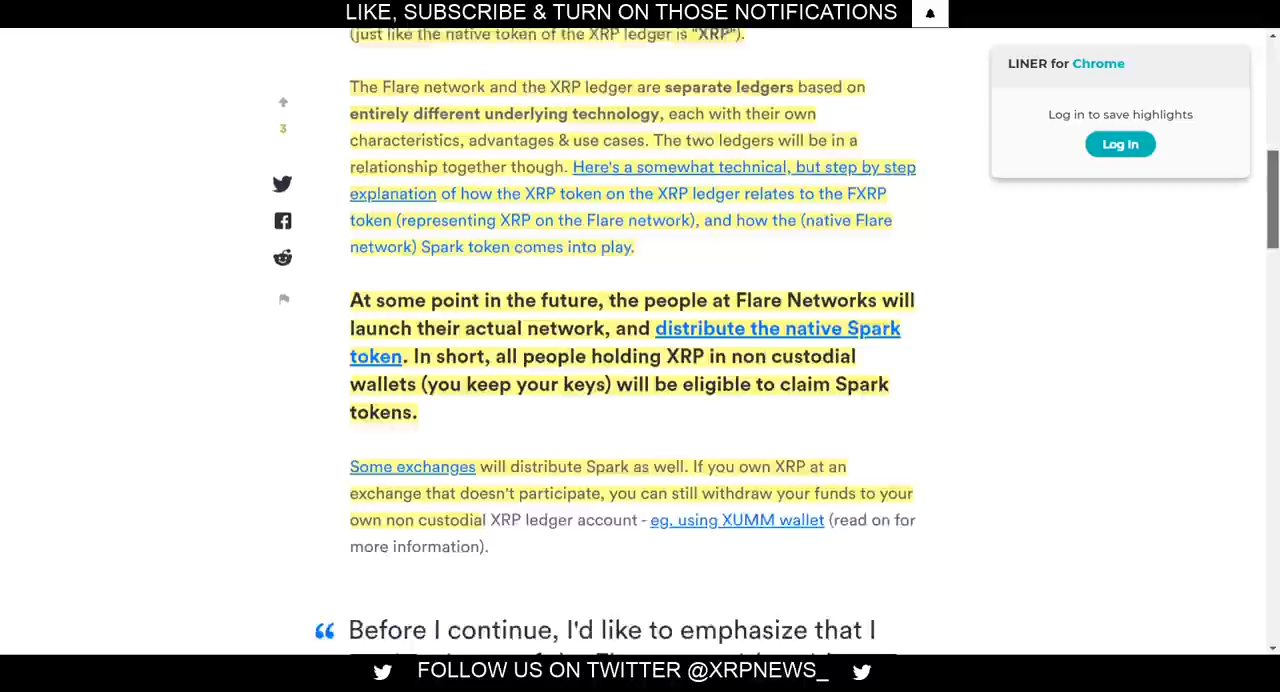 LIKE, SUBSCRIBE & TURN ON THOSE NOTIFICATIONS
(just like the native token of the XRP ledger is "XRP").
LINER for Chrome
Log in to save highlights
Log In
3
The Flare network and the XRP ledger are separate ledgers based on
entirely different underlying technology, each with their own
characteristics, advantages & use cases. The two ledgers will be in a
relationship together though. Here's a somewhat technical, but step by step
explanation of how the XRP token on the XRP ledger relates to the FXRP
token (representing XRP on the Flare network), and how the (native Flare
network) Spark token comes into play.
At some point in the future, the people at Flare Networks will
launch their actual network, and distribute the native Spark
token. In short, all people holding XRP in non custodial
wallets (you keep your keys) will be eligible to claim Spark
tokens.
Some exchanges will distribute Spark as well. If you own XRP at an
exchange that doesn't participate, you can still withdraw your funds to your
own non custodial XRP ledger account - eg. using XUMM wallet (read on for
more information).
Before I continue, I'd like to emphasize that I
FOLLOW US ON TWITTER @XRPNEWS_